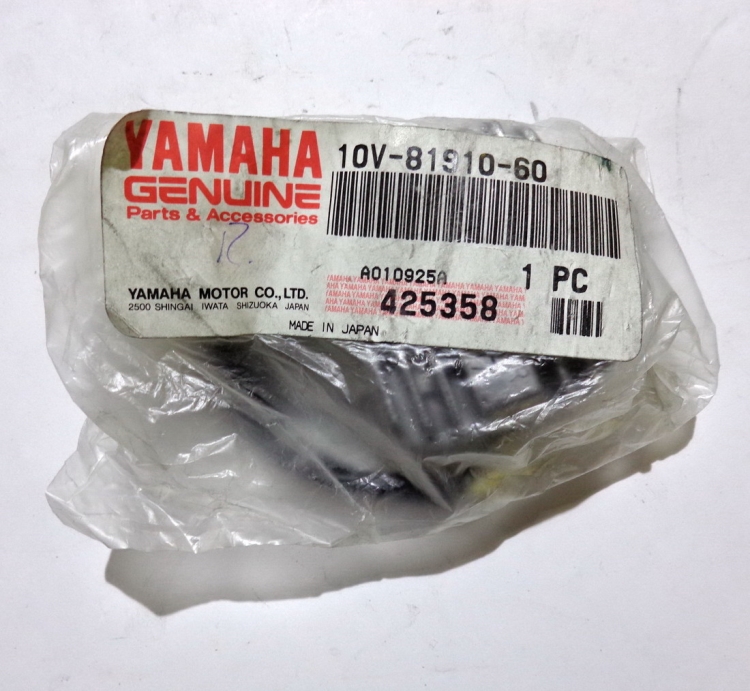 YAMAHA
GENUINE
Parts & Accessories
10V-81910-60
R
A010925A
1 PC
YAMAHA MOTOR CO.,LTD.
2500 SHINGAI IWATA SHIZUOKA JAPAN
425358
MADE IN JAPAN